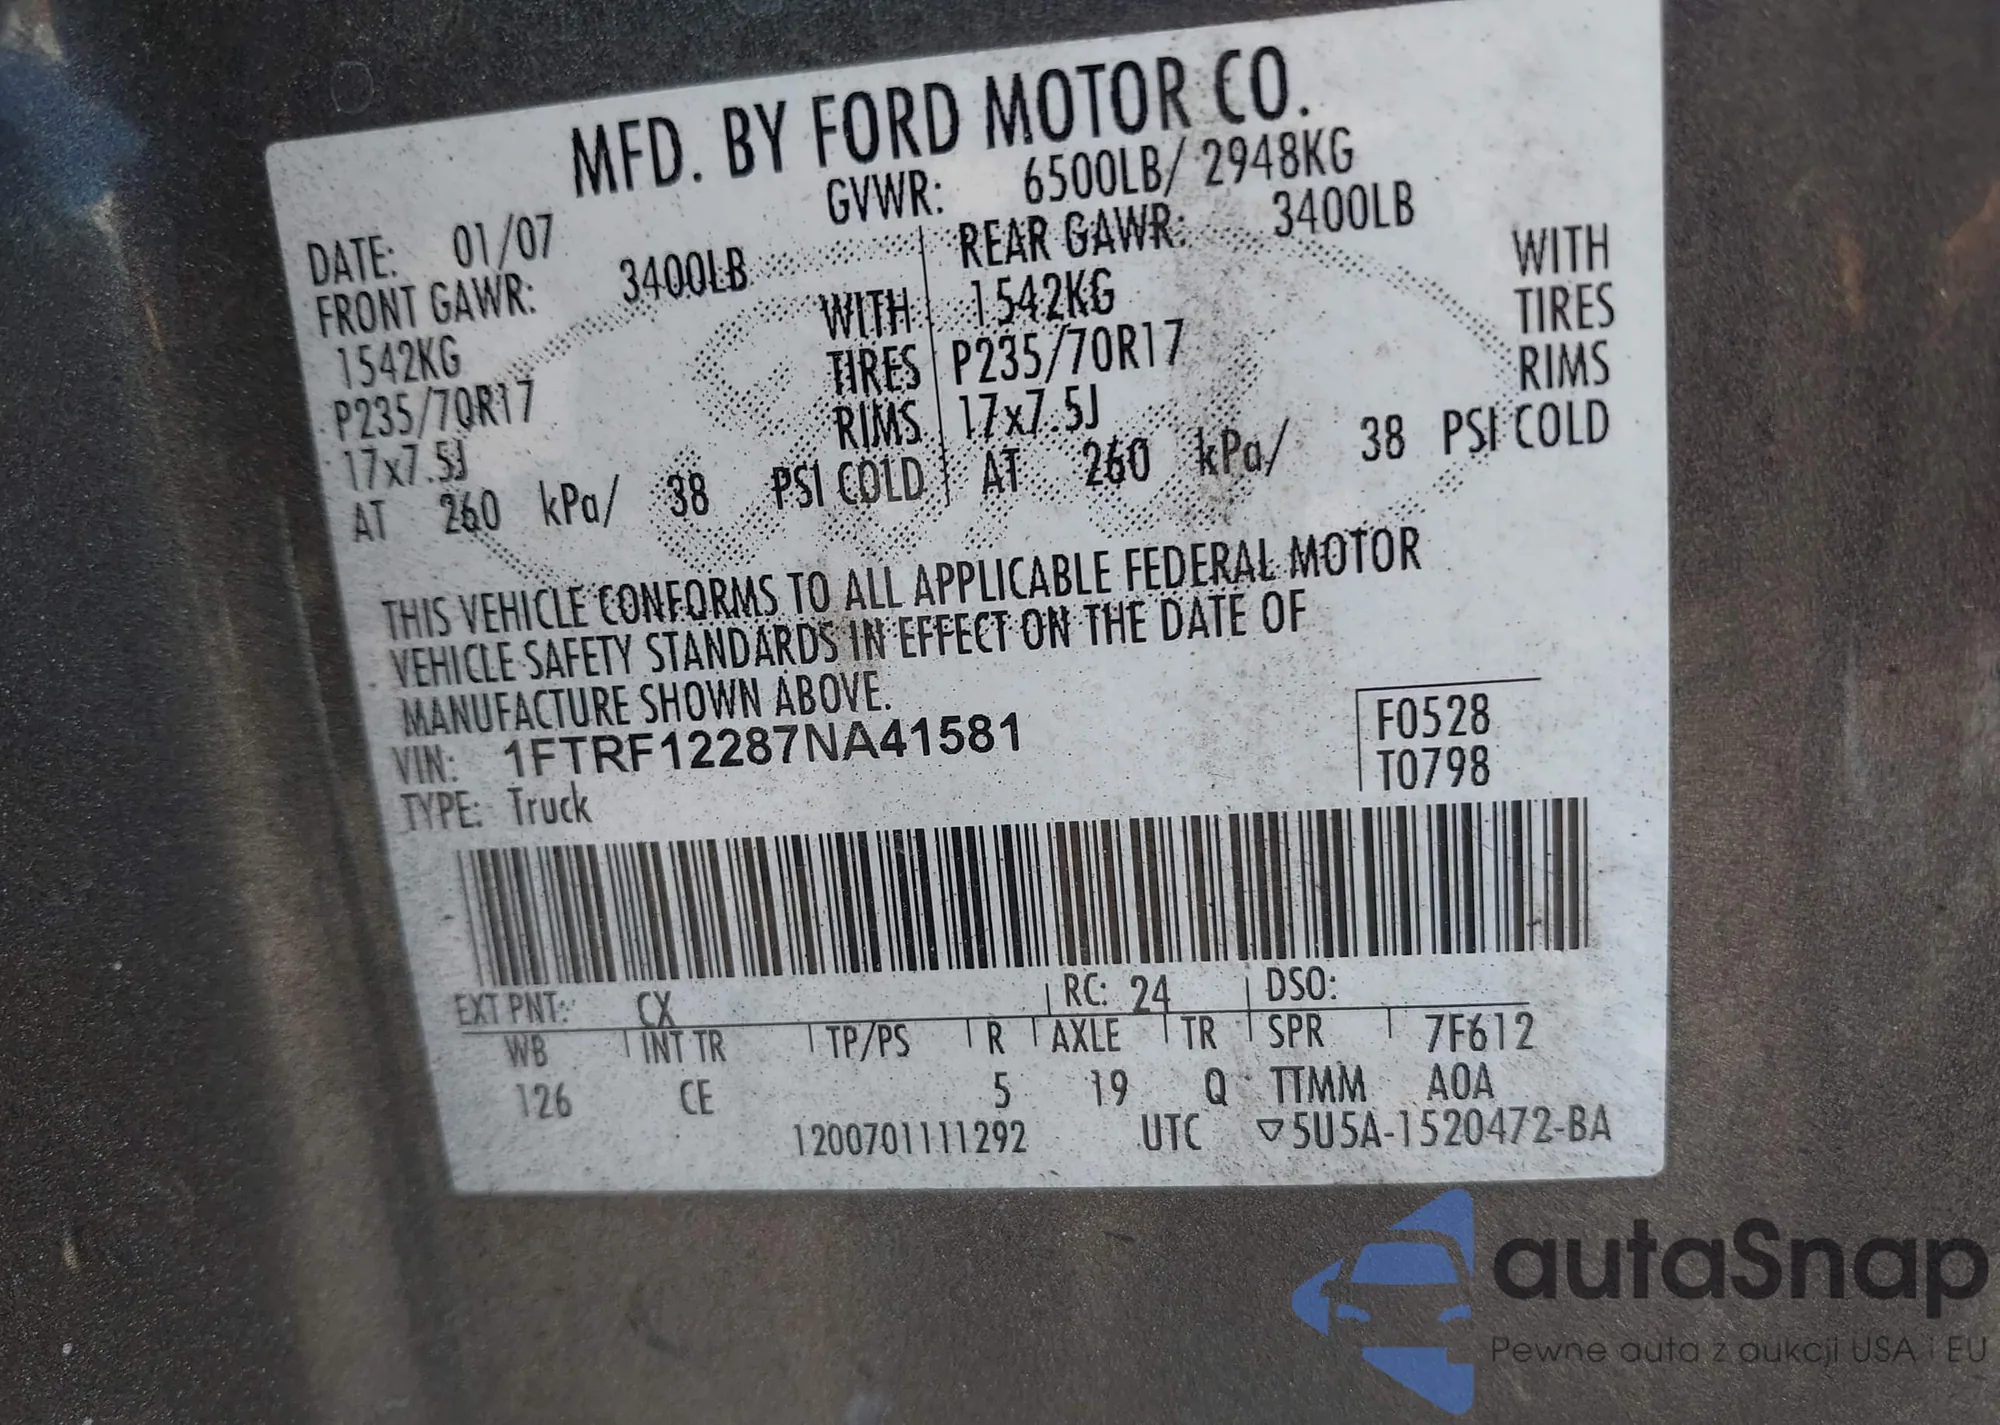 MFD. BY FORD MOTOR CO.
DATE: 01/07 GVWR: 6500LB/ 2948KG
FRONT GAWR: 3400LB REAR GAWR: 3400LB
1542KG WITH 1542KG WITH
P235/70R17 TIRES P235/70R17 TIRES
17x7.5J RIMS 17x7.5J RIMS
AT 260 kPa/ 38 PSI COLD AT 260 kPa/ 38 PSI COLD
THIS VEHICLE CONFORMS TO ALL APPLICABLE FEDERAL MOTOR
VEHICLE SAFETY STANDARDS IN EFFECT ON THE DATE OF
MANUFACTURE SHOWN ABOVE.
VIN: 1FTRF12287NA41581 F0528
TYPE: Truck T0798
EXT PNT: CX RC: 24 DSO:
WB INT TR TP/PS R AXLE TR SPR 7F612
126 CE 5 19 Q TTMM A0A
1200701111292 UTC ▽5U5A-1520472-BA
autaSnap
Pewne auta z aukcji USA i EU